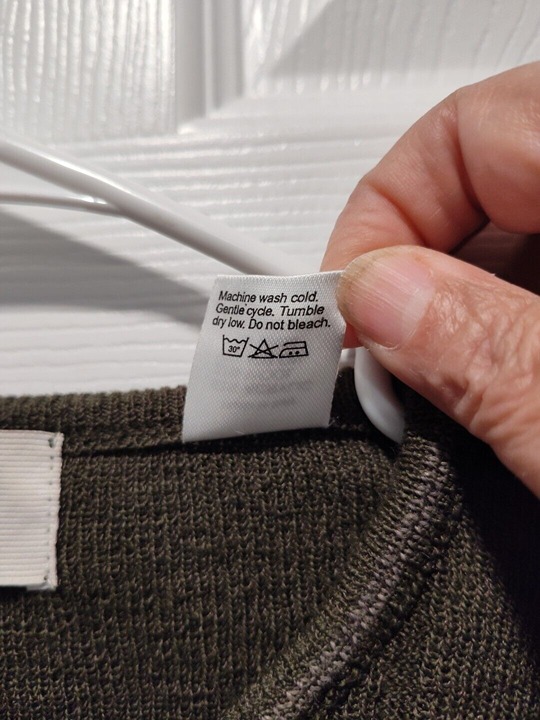 Machine wash cold.
Gentle cycle. Tumble
dry low. Do not bleach.
30°